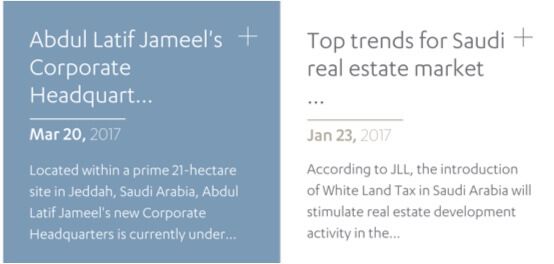 Abdul Latif Jameel's +
Corporate
Headquart...
Mar 20, 2017
Located within a prime 21-hectare
site in Jeddah, Saudi Arabia, Abdul
Latif Jameel's new Corporate
Headquarters is currently under...
Top trends for Saudi +
real estate market
...
Jan 23, 2017
According to JLL, the introduction
of White Land Tax in Saudi Arabia will
stimulate real estate development
activity in the...